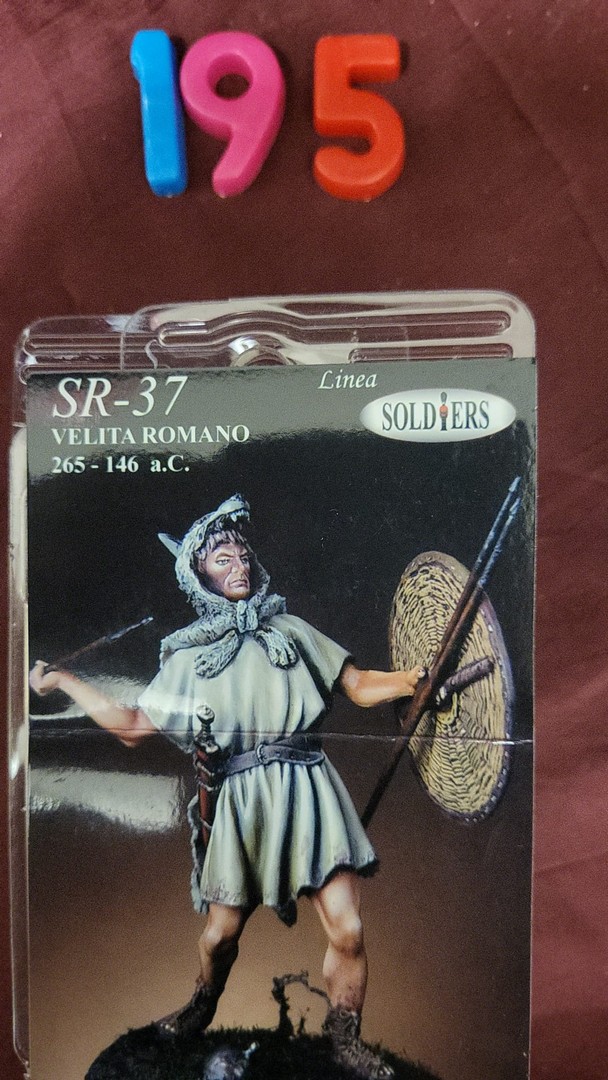 195
Linea
SR-37
SOLDIERS
VELITA ROMANO
265 - 146 a.C.